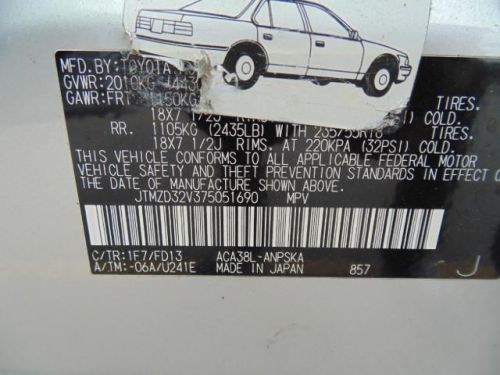 MFD.BY:TOYOTA
GVWR:2010KG
GAWR:FRT 1150KG TIRES.
18X7 1/2J COLD.
RR. 1105KG (2435LB) WITH 235/55R18 TIRES.
18X7 1/2J RIMS, AT 220KPA (32PSI) COLD.
THIS VEHICLE CONFORMS TO ALL APPLICABLE FEDERAL MOTOR
VEHICLE SAFETY AND THEFT PREVENTION STANDARDS IN EFFECT ON
THE DATE OF MANUFACTURE SHOWN ABOVE.
JTMZD32V375051690 MPV
C/TR:1F7/FD13 ACA38L-ANPSKA
A/TM:-06A/U241E MADE IN JAPAN 857 J